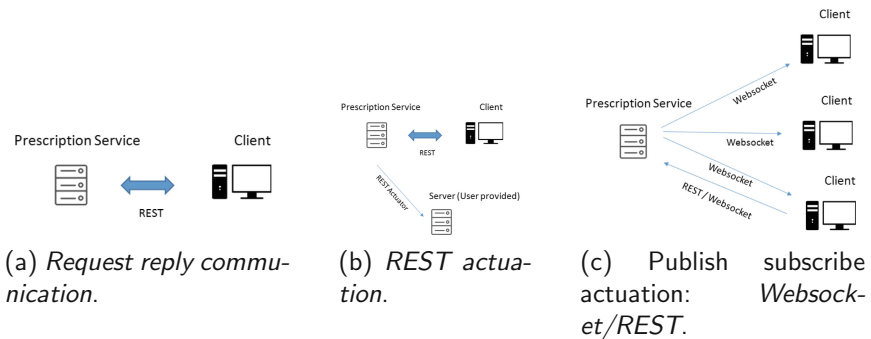 Prescription Service
Client
REST
(a) Request reply commu-
nication.
Prescription Service
Client
REST
REST Actuator
Server (User provided)
(b) REST actua-
tion.
Client
Websocket
Prescription Service
Client
Websocket
Websocket
Client
REST / Websocket
(c) Publish subscribe
actuation: Websock-
et/REST.